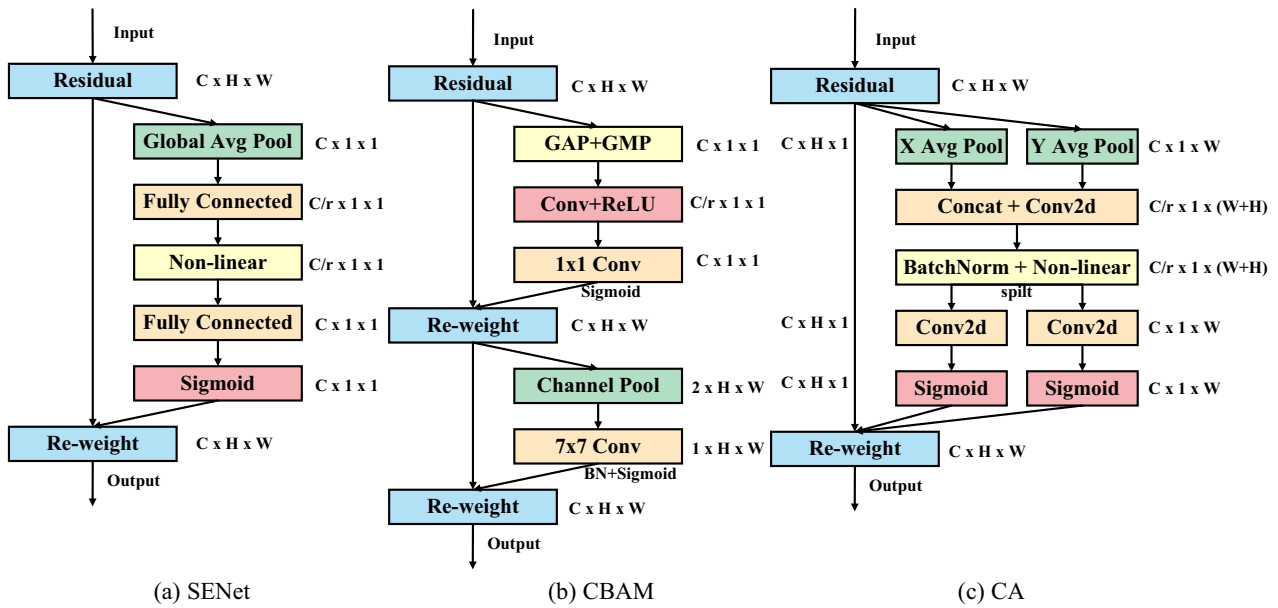 Input
Residual
C x H x W
Global Avg Pool
C x 1 x 1
Fully Connected
C/r x 1 x 1
Non-linear
C/r x 1 x 1
Fully Connected
C x 1 x 1
Sigmoid
C x 1 x 1
Re-weight
C x H x W
Output
(a) SENet
Input
Residual
C x H x W
GAP+GMP
C x 1 x 1
Conv+ReLU
C/r x 1 x 1
1x1 Conv
C x 1 x 1
Sigmoid
Re-weight
C x H x W
Channel Pool
2 x H x W
7x7 Conv
1 x H x W
BN+Sigmoid
Re-weight
C x H x W
Output
(b) CBAM
Input
Residual
C x H x W
C x H x 1
X Avg Pool
Y Avg Pool
C x 1 x W
Concat + Conv2d
C/r x 1 x (W+H)
BatchNorm + Non-linear
C/r x 1 x (W+H)
spilt
C x H x 1
Conv2d
Conv2d
C x 1 x W
C x H x 1
Sigmoid
Sigmoid
C x 1 x W
Re-weight
C x H x W
Output
(c) CA